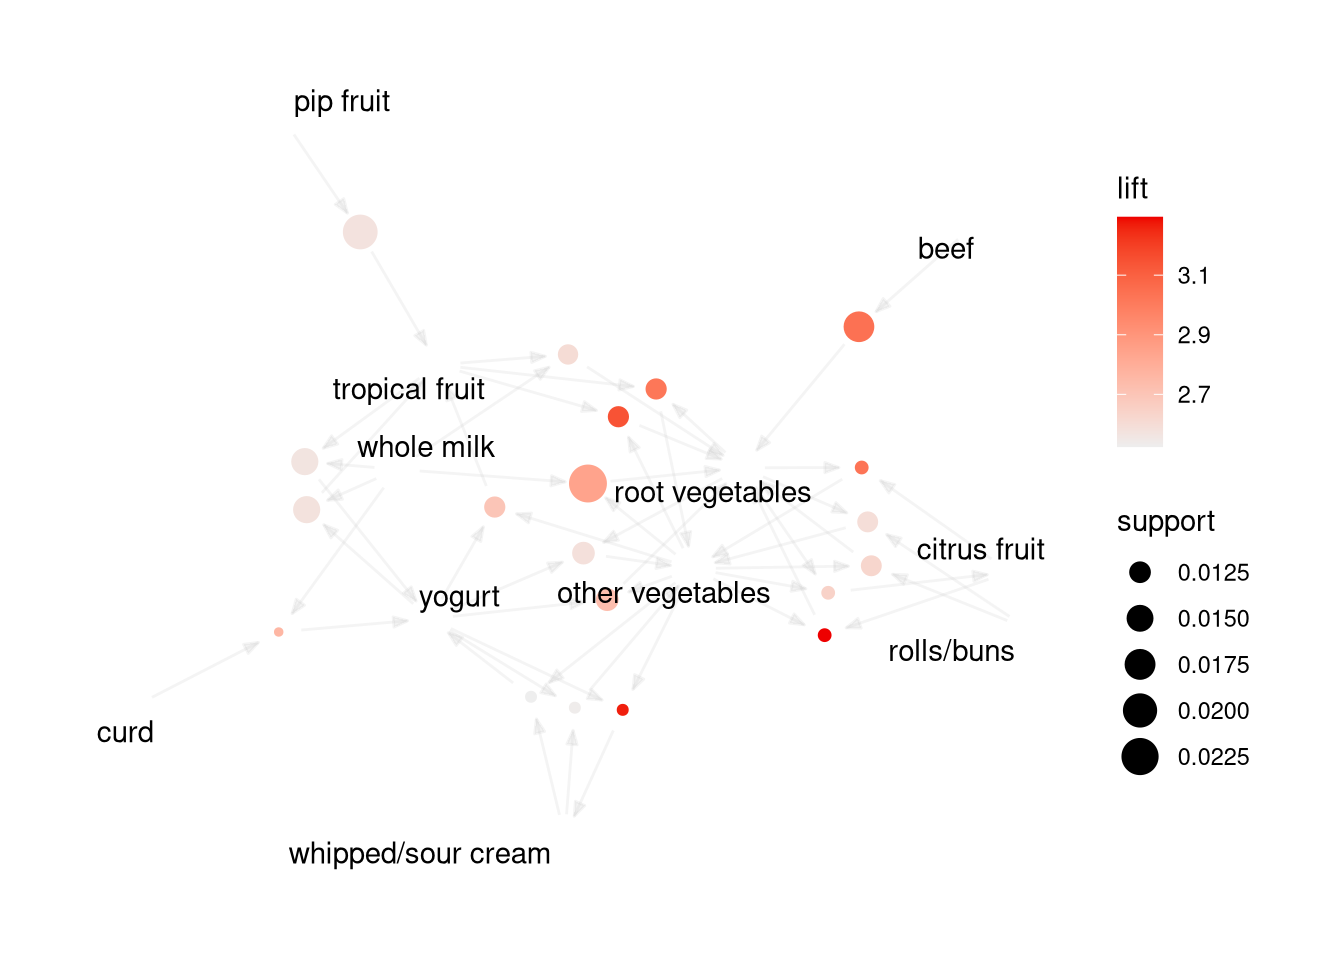 pip fruit
beef
tropical fruit
whole milk
root vegetables
citrus fruit
yogurt
other vegetables
rolls/buns
curd
whipped/sour cream
lift
3.1
2.9
2.7
support
0.0125
0.0150
0.0175
0.0200
0.0225